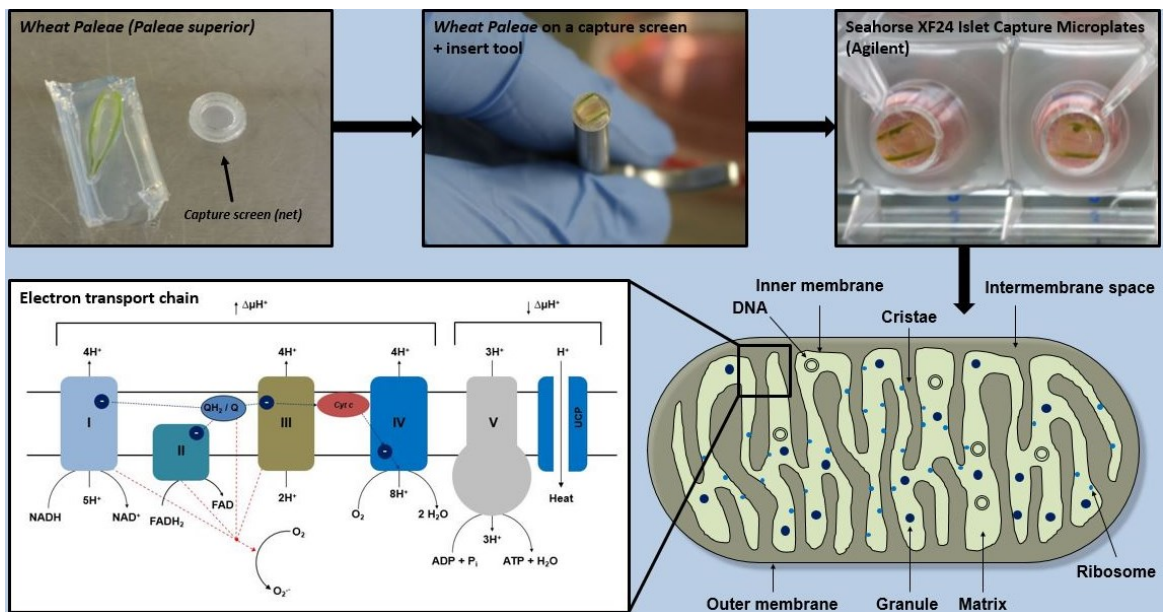 Wheat Paleae (Paleae superior)
Capture screen (net)
Wheat Paleae on a capture screen
+ insert tool
Seahorse XF24 Islet Capture Microplates
(Agilent)
Electron transport chain
↑ ΔµH⁺
↓ ΔµH⁺
4H⁺
4H⁺
4H⁺
3H⁺
H⁺
I
II
QH₂ / Q
III
Cyt c
IV
V
UCP
-
-
-
-
5H⁺
NADH
NAD⁺
FADH₂
FAD
2H⁺
8H⁺
O₂
2 H₂O
3H⁺
ADP + Pᵢ
ATP + H₂O
Heat
O₂
O₂·⁻
Inner membrane
DNA
Cristae
Intermembrane space
Outer membrane
Granule
Matrix
Ribosome